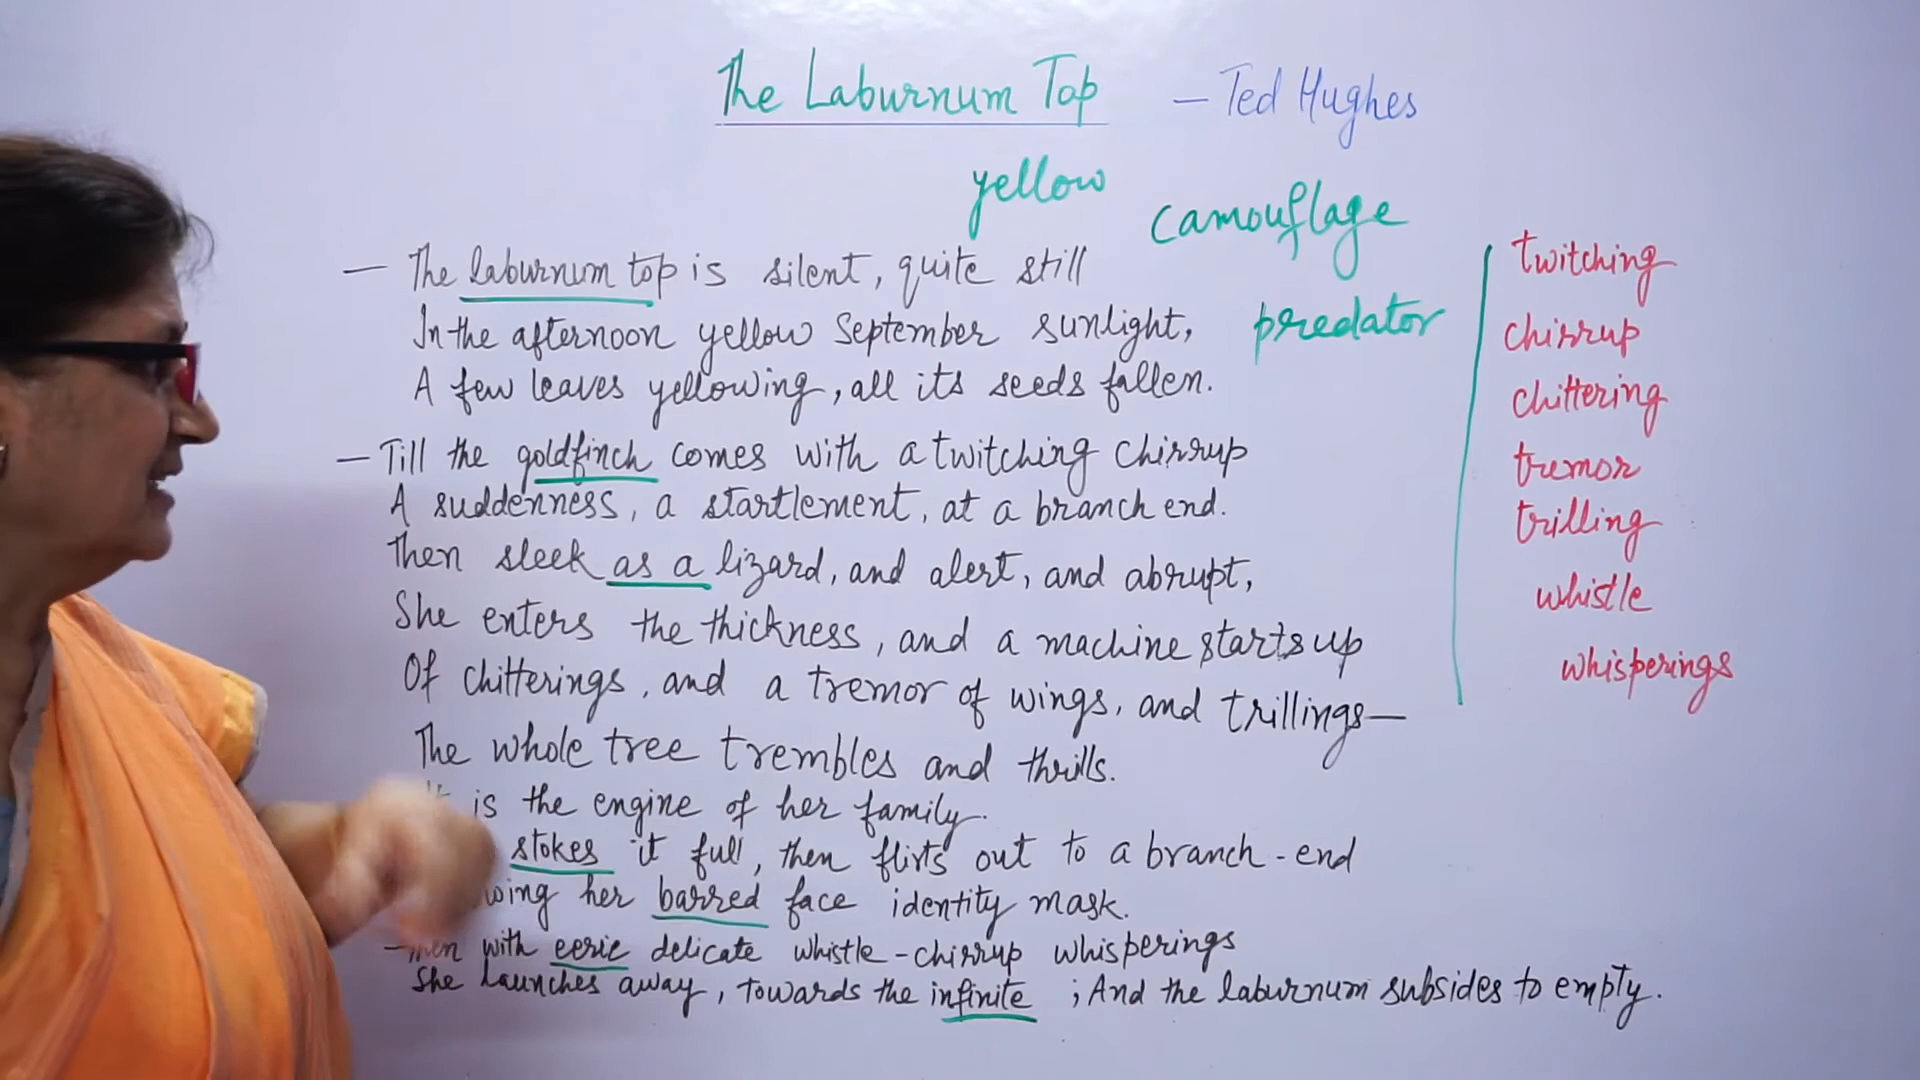 The Laburnum Top - Ted Hughes
yellow
camouflage
predator
- The laburnum top is silent, quite still
In the afternoon yellow September sunlight,
A few leaves yellowing, all its seeds fallen.
- Till the goldfinch comes with a twitching chirrup
A suddenness, a startlement, at a branch end.
Then sleek as a lizard, and alert, and abrupt,
She enters the thickness, and a machine starts up
Of chitterings, and a tremor of wings, and trillings—
The whole tree trembles and thrills.
is the engine of her family.
stokes it full, then flirts out to a branch-end
wing her barred face identity mask.
- Then with eerie delicate whistle-chirrup whisperings
She launches away, towards the infinite ; And the laburnum subsides to empty.
twitching
chirrup
chittering
tremor
trilling
whistle
whisperings